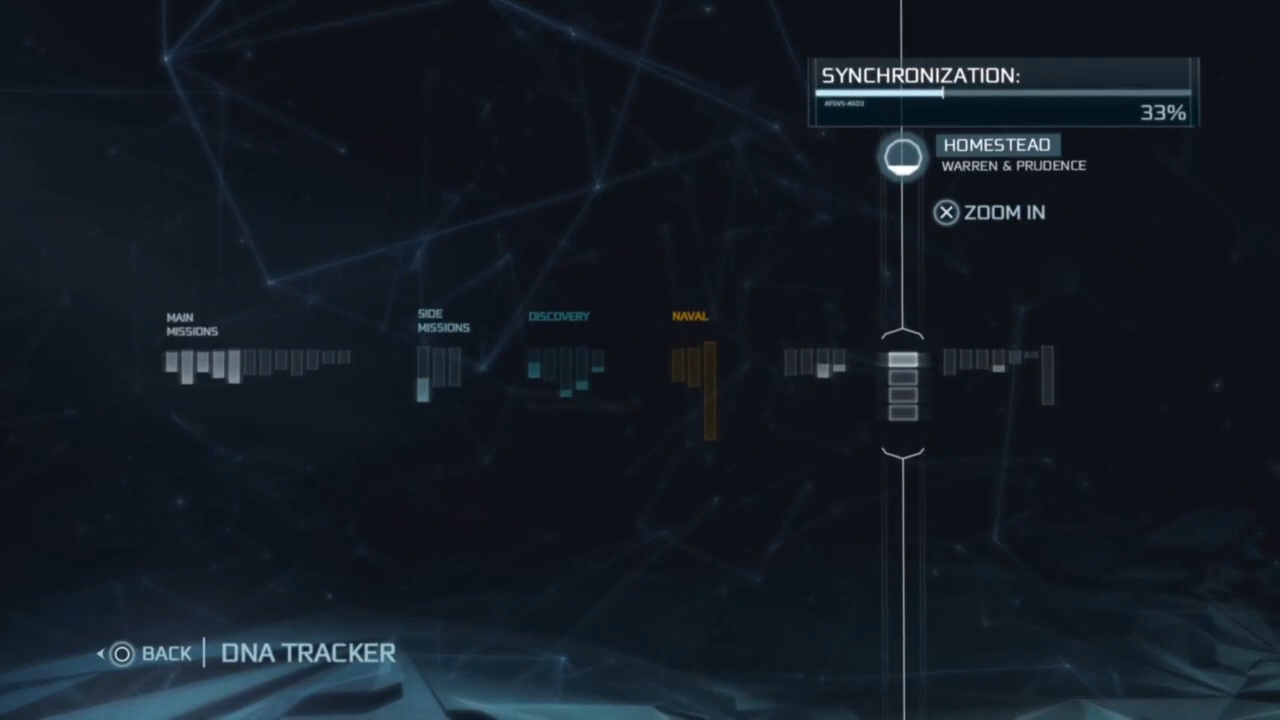 SYNCHRONIZATION:
33%
HOMESTEAD
WARREN & PRUDENCE
ZOOM IN
MAIN
MISSIONS
SIDE
MISSIONS
DISCOVERY
NAVAL
BACK
DNA TRACKER